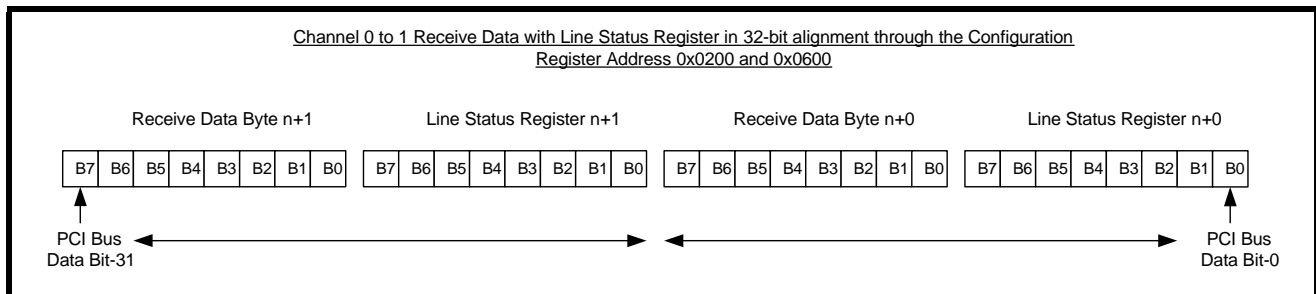 Channel 0 to 1 Receive Data with Line Status Register in 32-bit alignment through the Configuration
Register Address 0x0200 and 0x0600
Receive Data Byte n+1 Line Status Register n+1 Receive Data Byte n+0 Line Status Register n+0
B7 B6 B5 B4 B3 B2 B1 B0 B7 B6 B5 B4 B3 B2 B1 B0 B7 B6 B5 B4 B3 B2 B1 B0 B7 B6 B5 B4 B3 B2 B1 B0
PCI Bus
Data Bit-31
PCI Bus
Data Bit-0